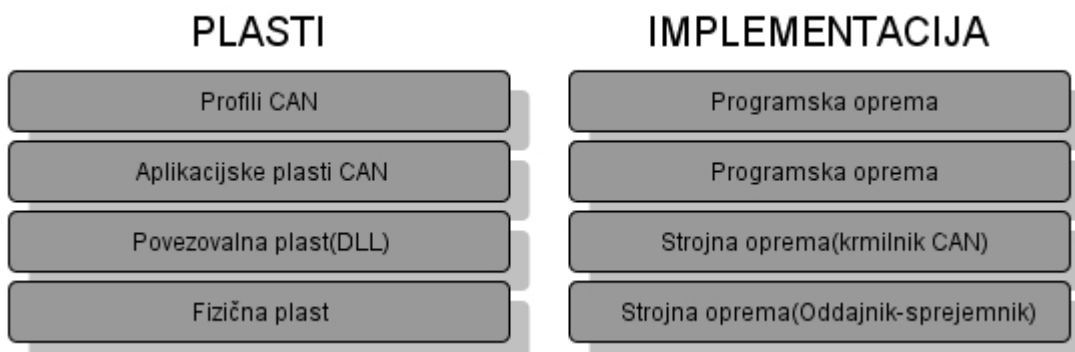 PLASTI
IMPLEMENTACIJA
Profili CAN
Programska oprema
Aplikacijske plasti CAN
Programska oprema
Povezovalna plast(DLL)
Strojna oprema(krmilnik CAN)
Fizična plast
Strojna oprema(Oddajnik-sprejemnik)